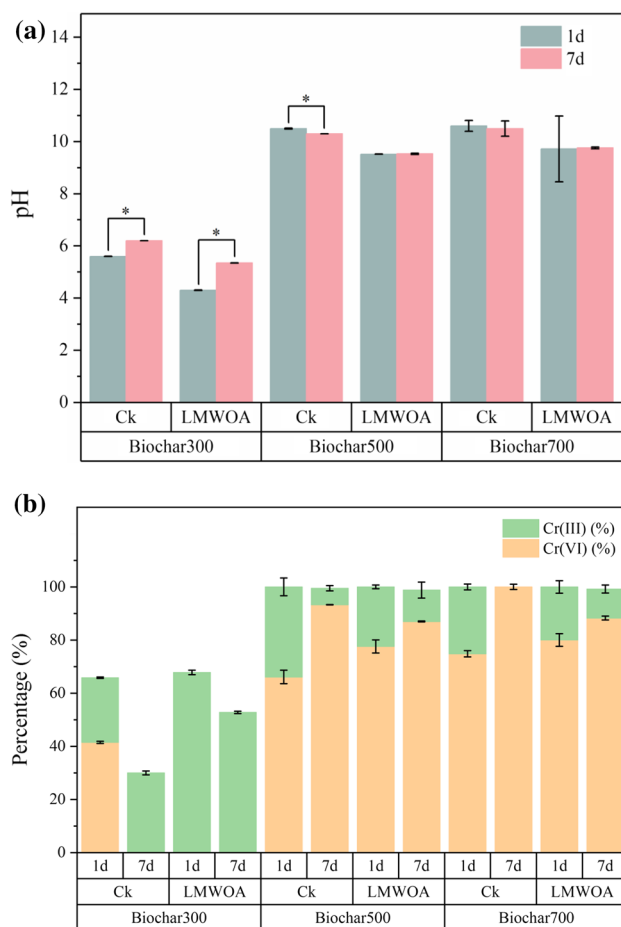 (a)
14
12
10
8
6
4
2
0
pH
1d
7d
*
*
*
Ck LMWOA Ck LMWOA Ck LMWOA
Biochar300 Biochar500 Biochar700
(b)
Cr(III) (%)
Cr(VI) (%)
100
80
60
40
20
0
Percentage (%)
1d 7d 1d 7d 1d 7d 1d 7d 1d 7d 1d 7d
Ck LMWOA Ck LMWOA Ck LMWOA
Biochar300 Biochar500 Biochar700